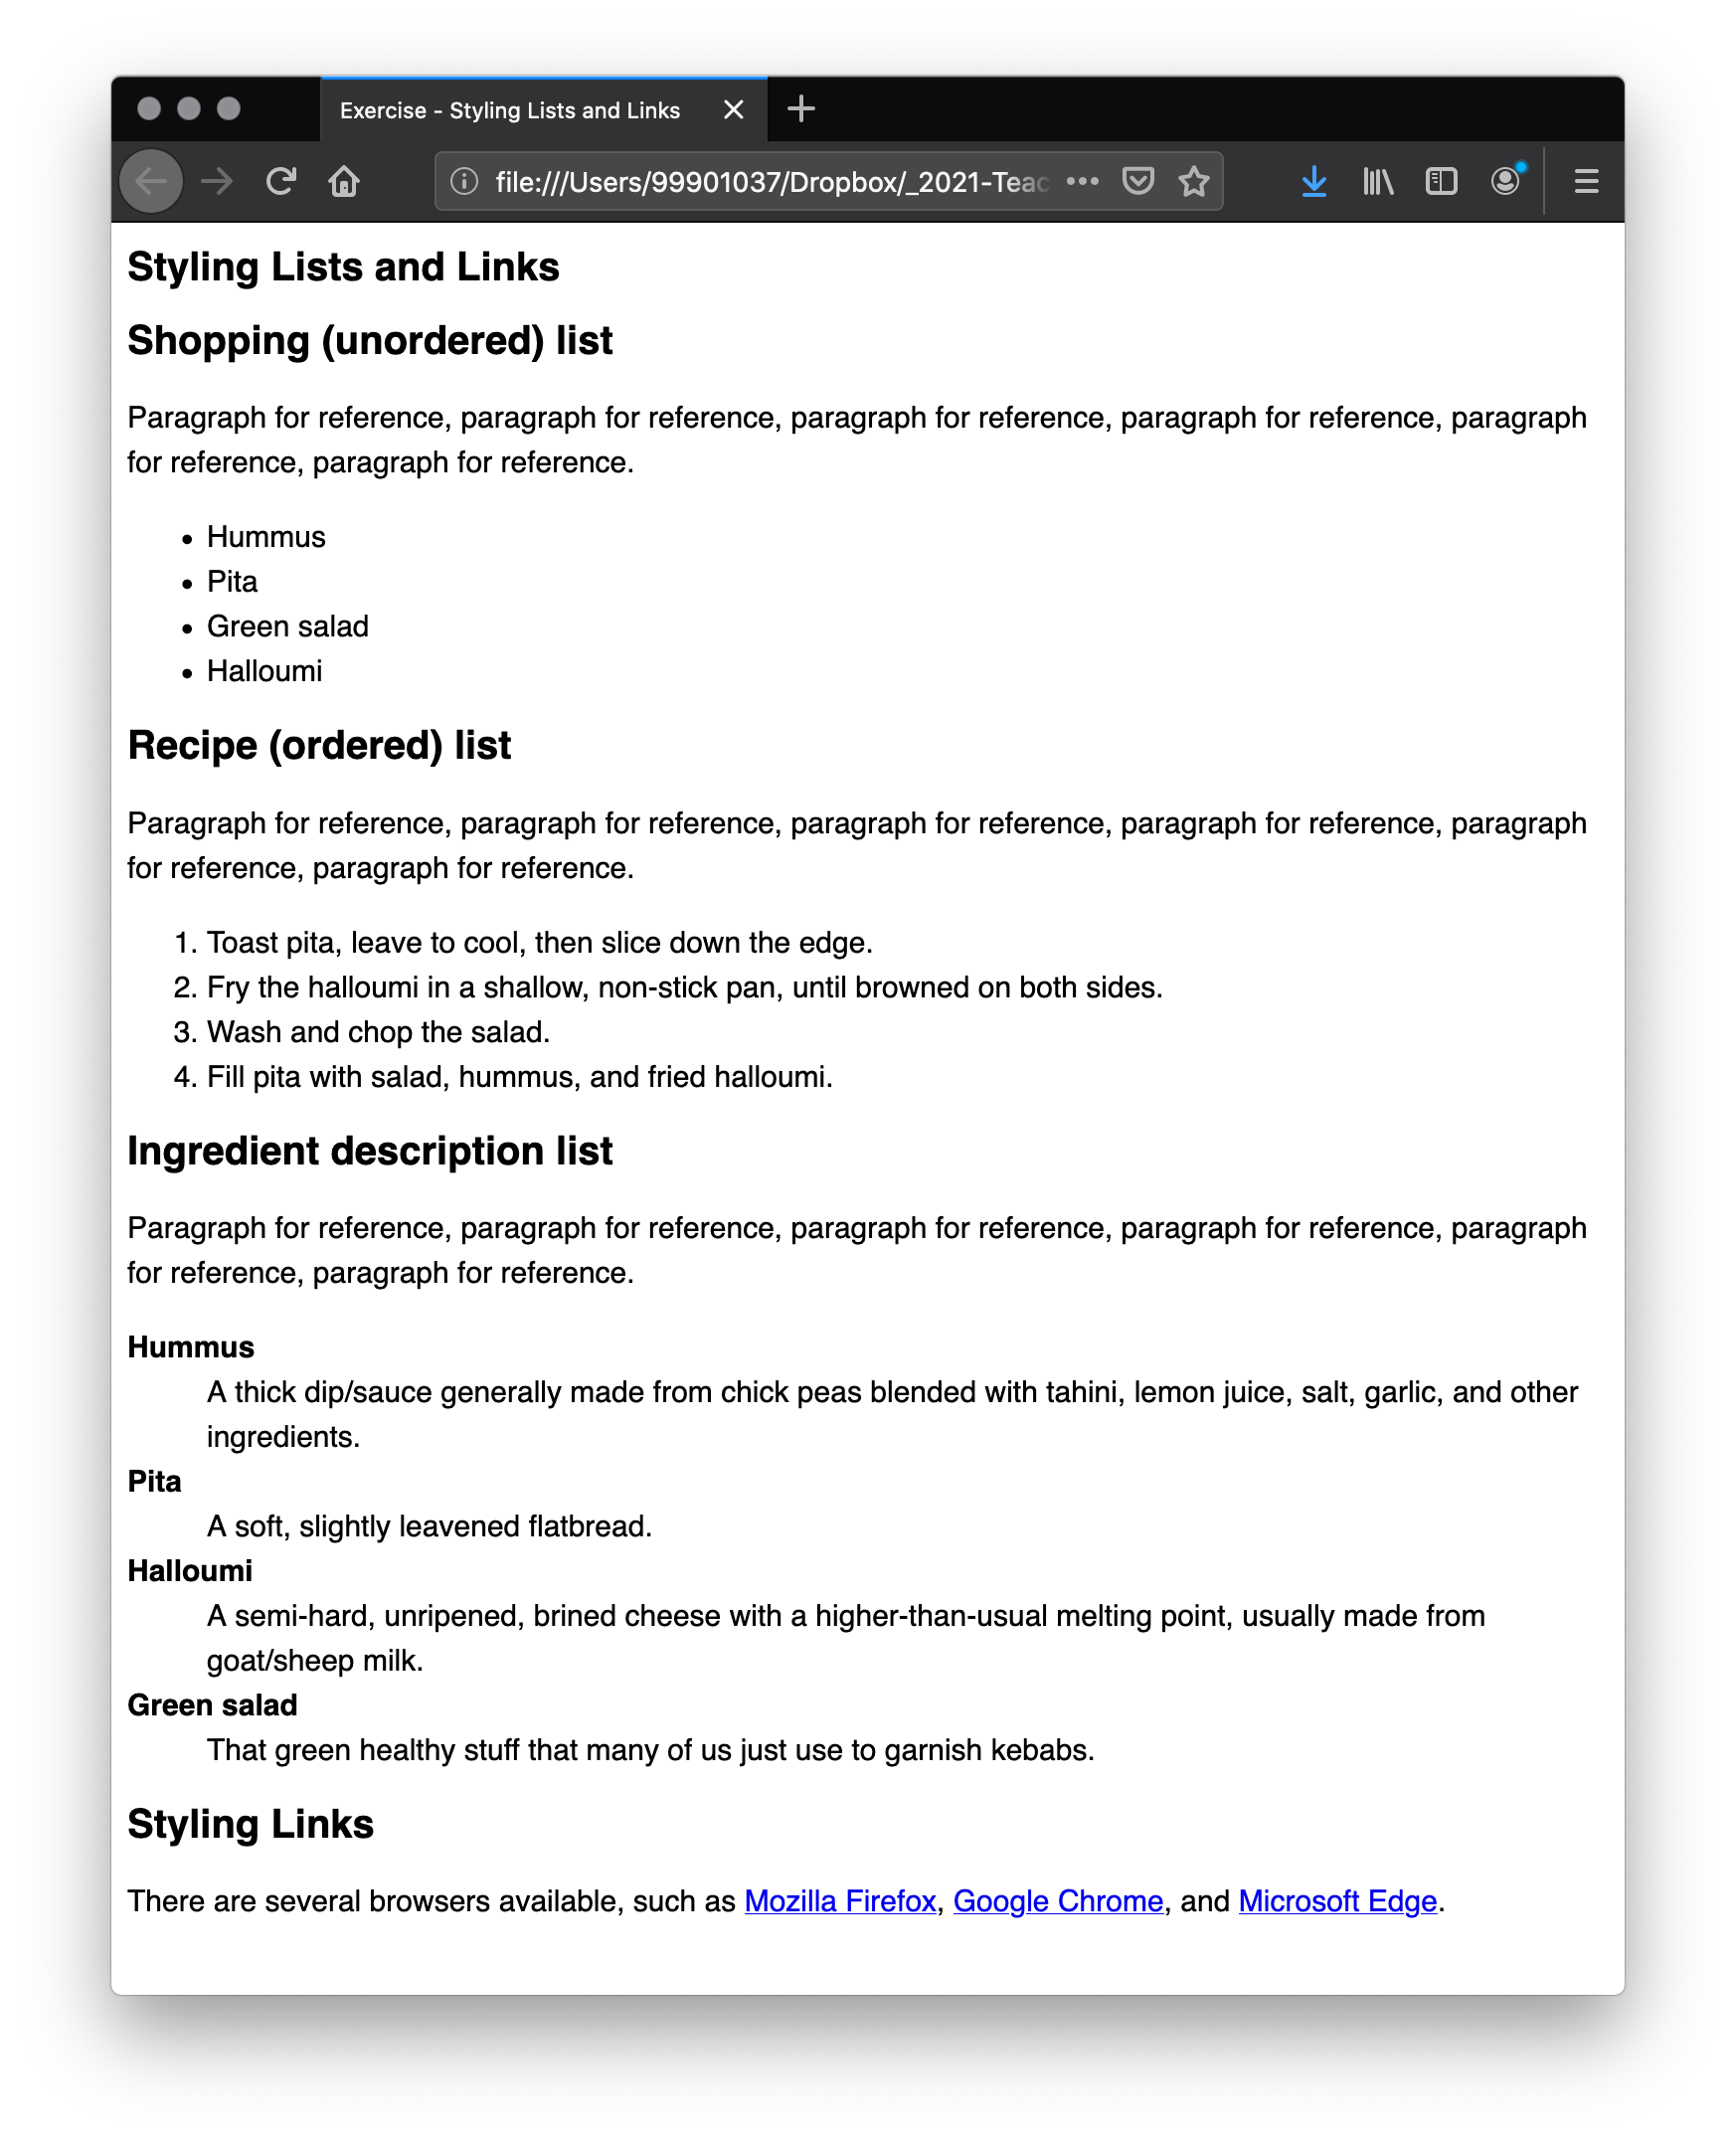 Exercise - Styling Lists and Links
file:///Users/99901037/Dropbox/_2021-Teac
Styling Lists and Links
Shopping (unordered) list
Paragraph for reference, paragraph for reference, paragraph for reference, paragraph for reference, paragraph
for reference, paragraph for reference.
• Hummus
• Pita
• Green salad
• Halloumi
Recipe (ordered) list
Paragraph for reference, paragraph for reference, paragraph for reference, paragraph for reference, paragraph
for reference, paragraph for reference.
1. Toast pita, leave to cool, then slice down the edge.
2. Fry the halloumi in a shallow, non-stick pan, until browned on both sides.
3. Wash and chop the salad.
4. Fill pita with salad, hummus, and fried halloumi.
Ingredient description list
Paragraph for reference, paragraph for reference, paragraph for reference, paragraph for reference, paragraph
for reference, paragraph for reference.
Hummus
A thick dip/sauce generally made from chick peas blended with tahini, lemon juice, salt, garlic, and other
ingredients.
Pita
A soft, slightly leavened flatbread.
Halloumi
A semi-hard, unripened, brined cheese with a higher-than-usual melting point, usually made from
goat/sheep milk.
Green salad
That green healthy stuff that many of us just use to garnish kebabs.
Styling Links
There are several browsers available, such as Mozilla Firefox, Google Chrome, and Microsoft Edge.